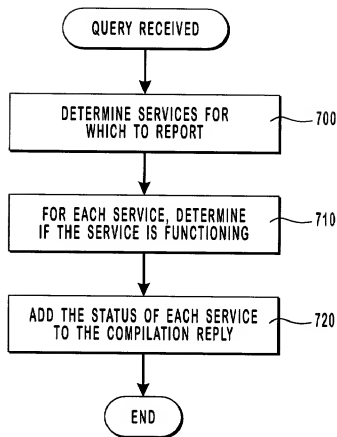 QUERY RECEIVED
DETERMINE SERVICES FOR
WHICH TO REPORT
700
FOR EACH SERVICE, DETERMINE
IF THE SERVICE IS FUNCTIONING
710
ADD THE STATUS OF EACH SERVICE
TO THE COMPILATION REPLY
720
END